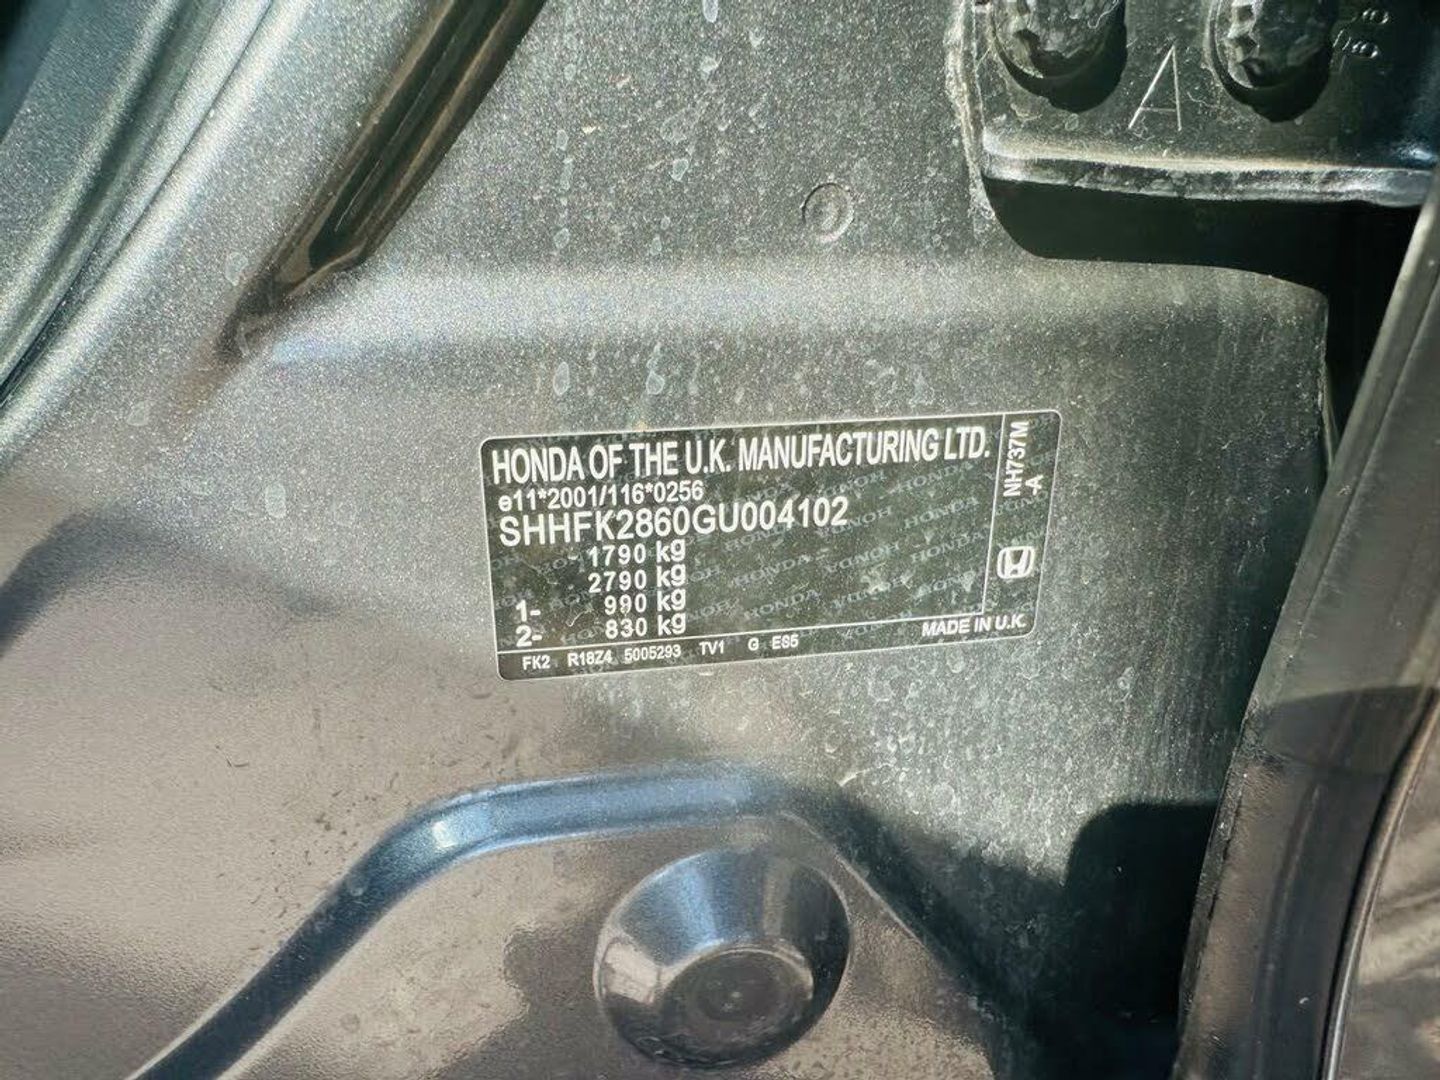 A
HONDA OF THE U.K. MANUFACTURING LTD.
e11*2001/116*0256
SHHFK2860GU004102
1790 kg
2790 kg
1- 990 kg
2- 830 kg
FK2 R18Z4 5005293 TV1 G E85
MADE IN U.K.
NH737M
-A